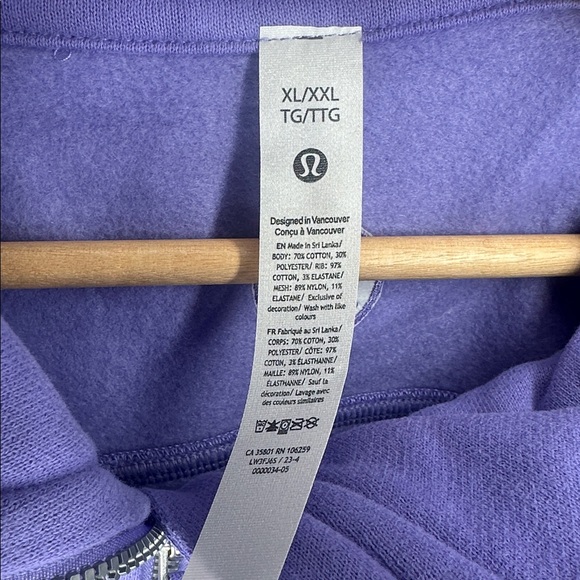 XL/XXL
TG/TTG
Designed in Vancouver
Conçu à Vancouver
EN Made in Sri Lanka/
BODY: 70% COTTON, 30%
POLYESTER/ RIB: 97%
COTTON, 3% ELASTANE/
MESH: 89% NYLON, 11%
ELASTANE/ Exclusive of
decoration/ Wash with like
colours
FR Fabriqué au Sri Lanka/
CORPS: 70% COTON, 30%
POLYESTER/ CÔTE: 97%
COTON, 3% ÉLASTHANNE/
MAILLE: 89% NYLON, 11%
ÉLASTHANNE/ Sauf la
décoration/ Lavage avec
des couleurs similaires
CA 35801 RN 106259
LW3FJ6S / 23-4
0000034-05